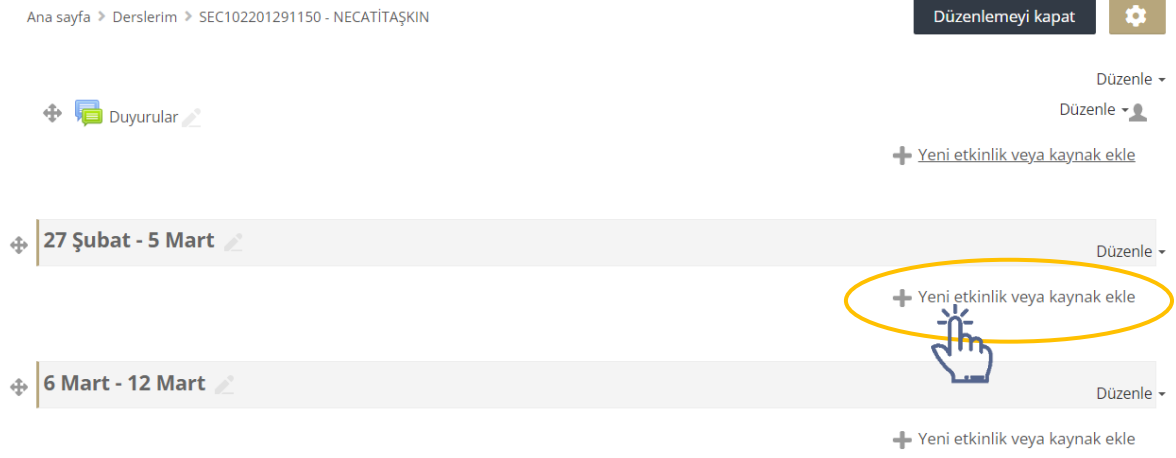 Ana sayfa > Derslerim > SEC102201291150 - NECATİTAŞKIN
Düzenlemeyi kapat
Düzenle
Duyurular
Düzenle
Yeni etkinlik veya kaynak ekle
27 Şubat - 5 Mart
Düzenle
Yeni etkinlik veya kaynak ekle
6 Mart - 12 Mart
Düzenle
Yeni etkinlik veya kaynak ekle